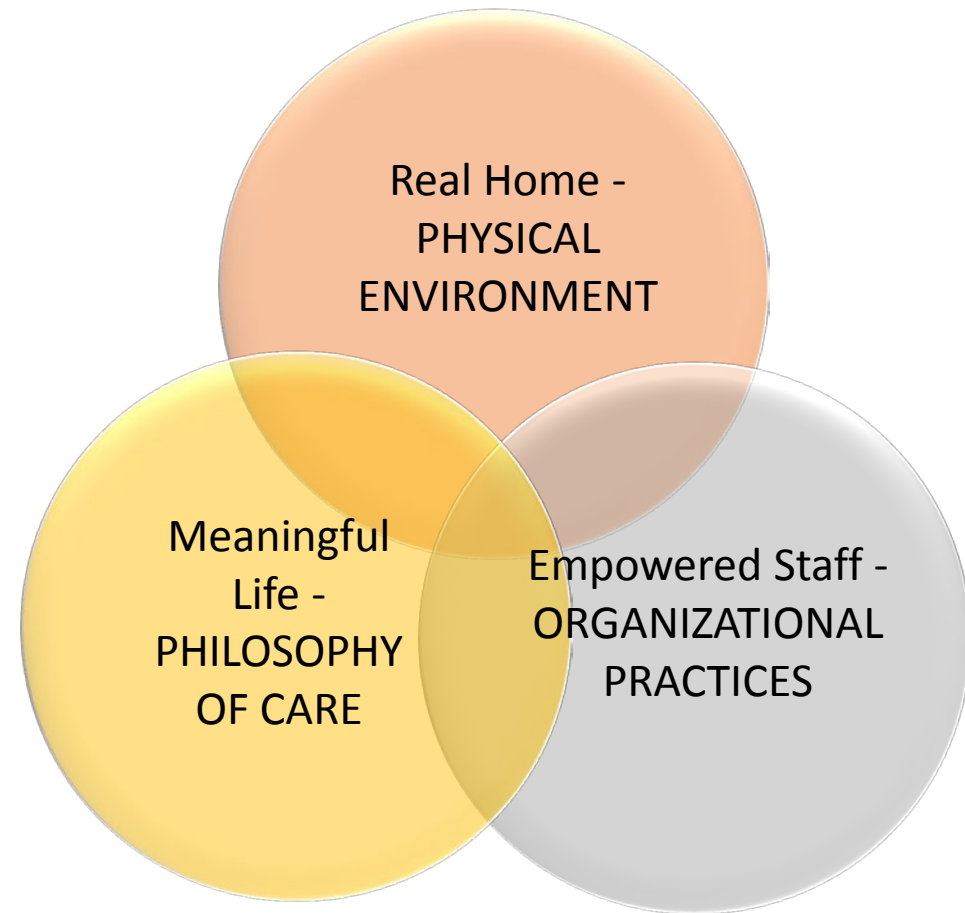 Real Home -
PHYSICAL
ENVIRONMENT
Meaningful
Life -
PHILOSOPHY
OF CARE
Empowered Staff -
ORGANIZATIONAL
PRACTICES